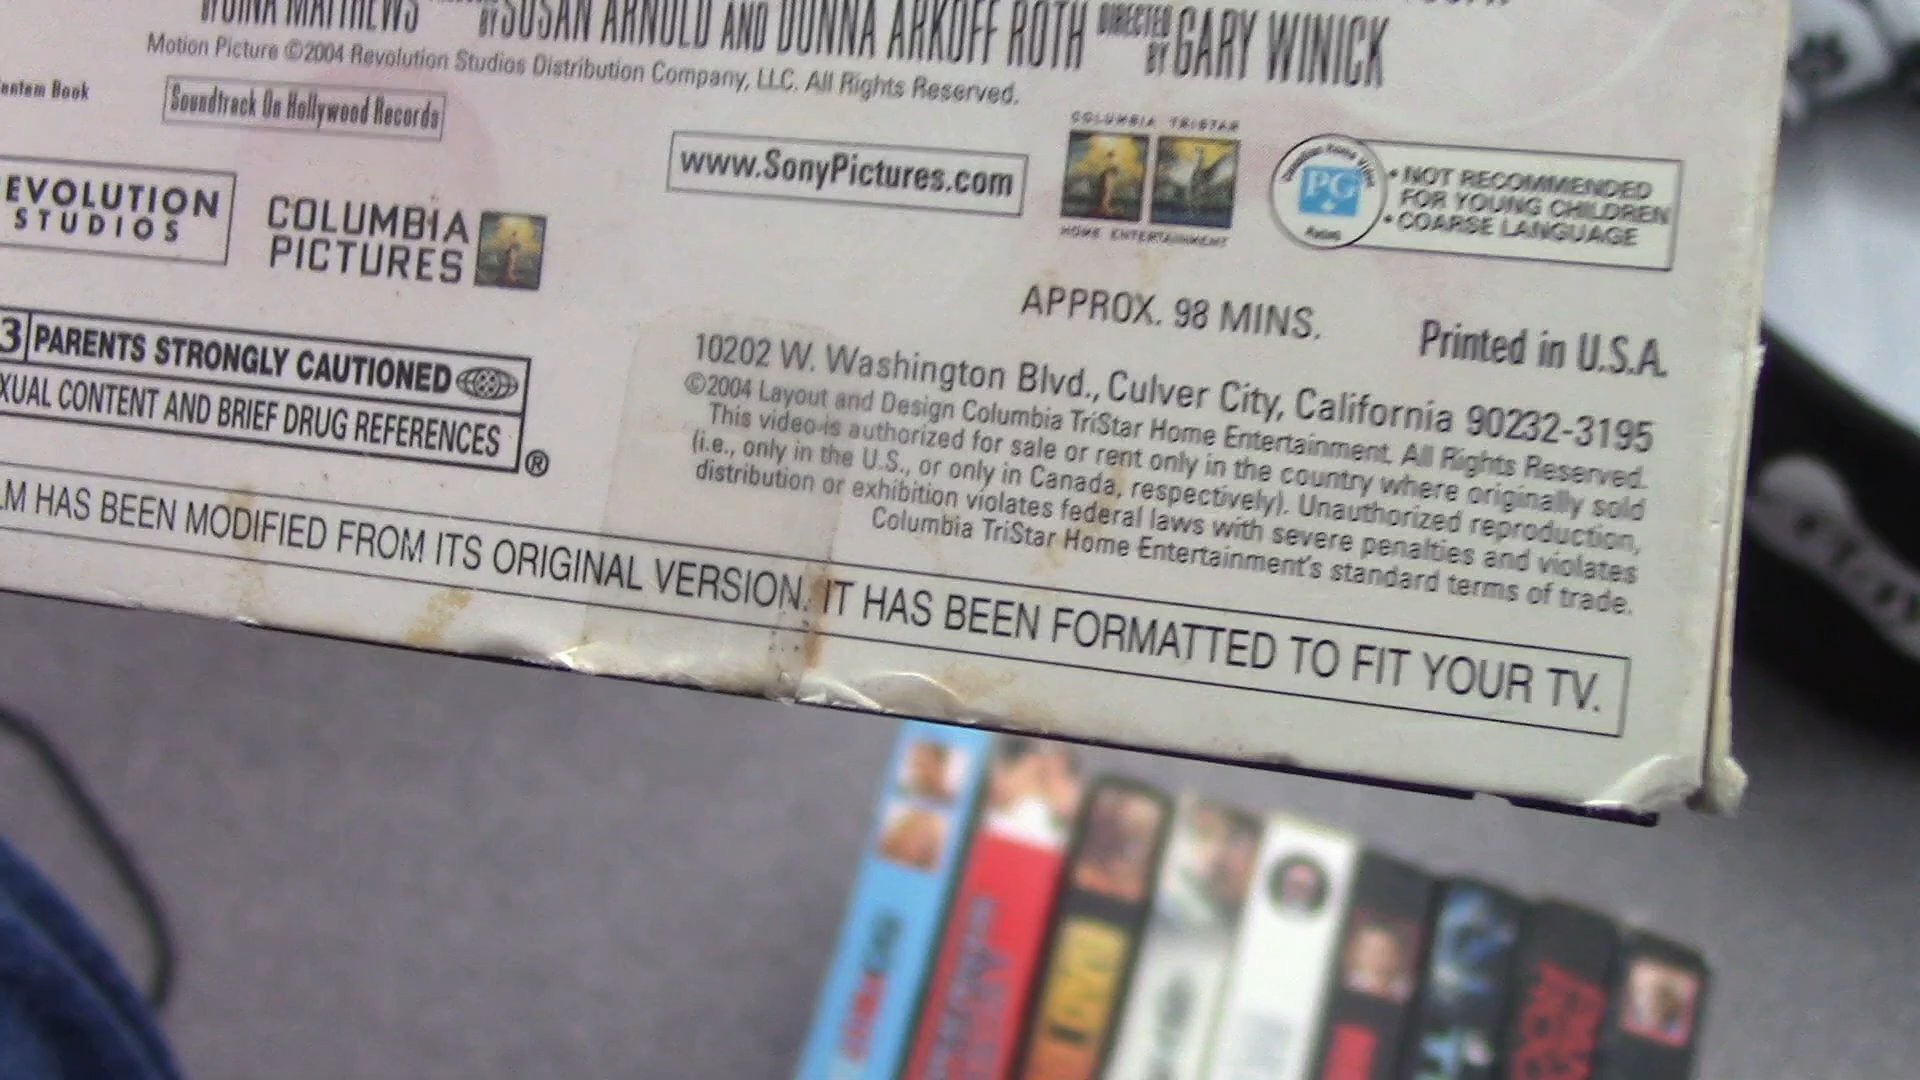 BY SUSAN ARNOLD AND DONNA ARKOFF ROTH DIRECTED BY GARY WINICK
Motion Picture ©2004 Revolution Studios Distribution Company, LLC. All Rights Reserved.
Book
Soundtrack On Hollywood Records
EVOLUTION
STUDIOS
COLUMBIA
PICTURES
www.SonyPictures.com
COLUMBIA TRISTAR
HOME ENTERTAINMENT
PG
Rated
• NOT RECOMMENDED
FOR YOUNG CHILDREN
• COARSE LANGUAGE
APPROX. 98 MINS.
Printed in U.S.A.
3 PARENTS STRONGLY CAUTIONED
XUAL CONTENT AND BRIEF DRUG REFERENCES
®
10202 W. Washington Blvd., Culver City, California 90232-3195
©2004 Layout and Design Columbia TriStar Home Entertainment. All Rights Reserved.
This video is authorized for sale or rent only in the country where originally sold
(i.e., only in the U.S., or only in Canada, respectively). Unauthorized reproduction,
distribution or exhibition violates federal laws with severe penalties and violates
Columbia TriStar Home Entertainment's standard terms of trade.
LM HAS BEEN MODIFIED FROM ITS ORIGINAL VERSION. IT HAS BEEN FORMATTED TO FIT YOUR TV.